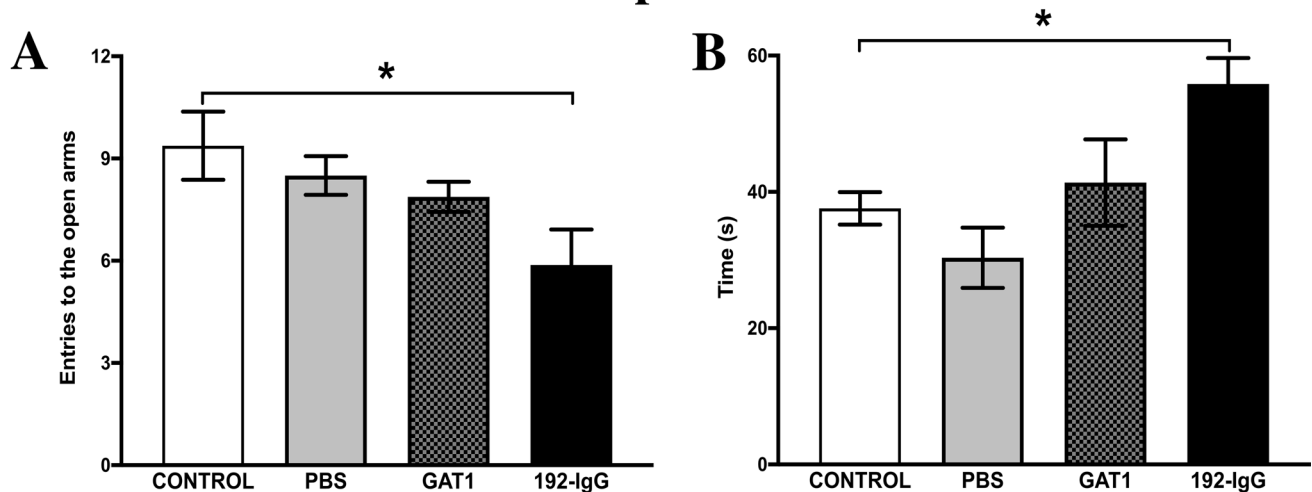 A
12
9
6
3
0
Entries to the open arms
*
CONTROL PBS GAT1 192-IgG
B
60
40
20
0
Time (s)
*
CONTROL PBS GAT1 192-IgG